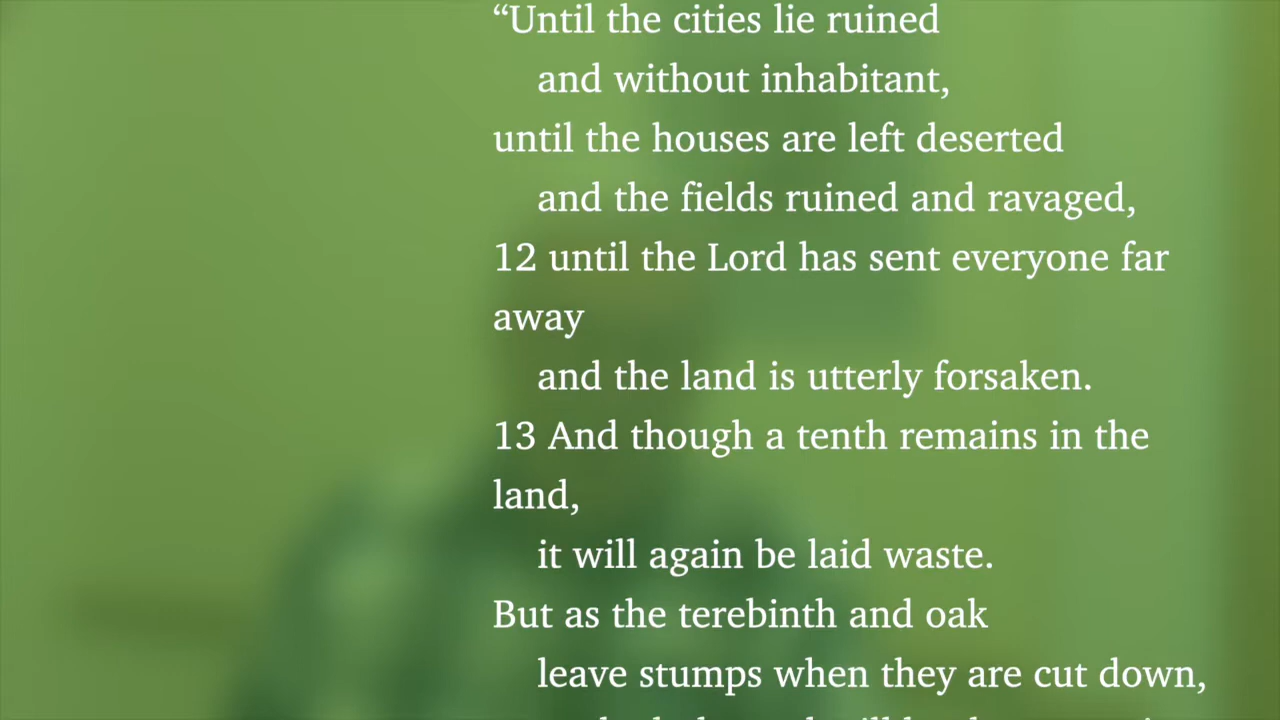 “Until the cities lie ruined
and without inhabitant,
until the houses are left deserted
and the fields ruined and ravaged,
12 until the Lord has sent everyone far
away
and the land is utterly forsaken.
13 And though a tenth remains in the
land,
it will again be laid waste.
But as the terebinth and oak
leave stumps when they are cut down,